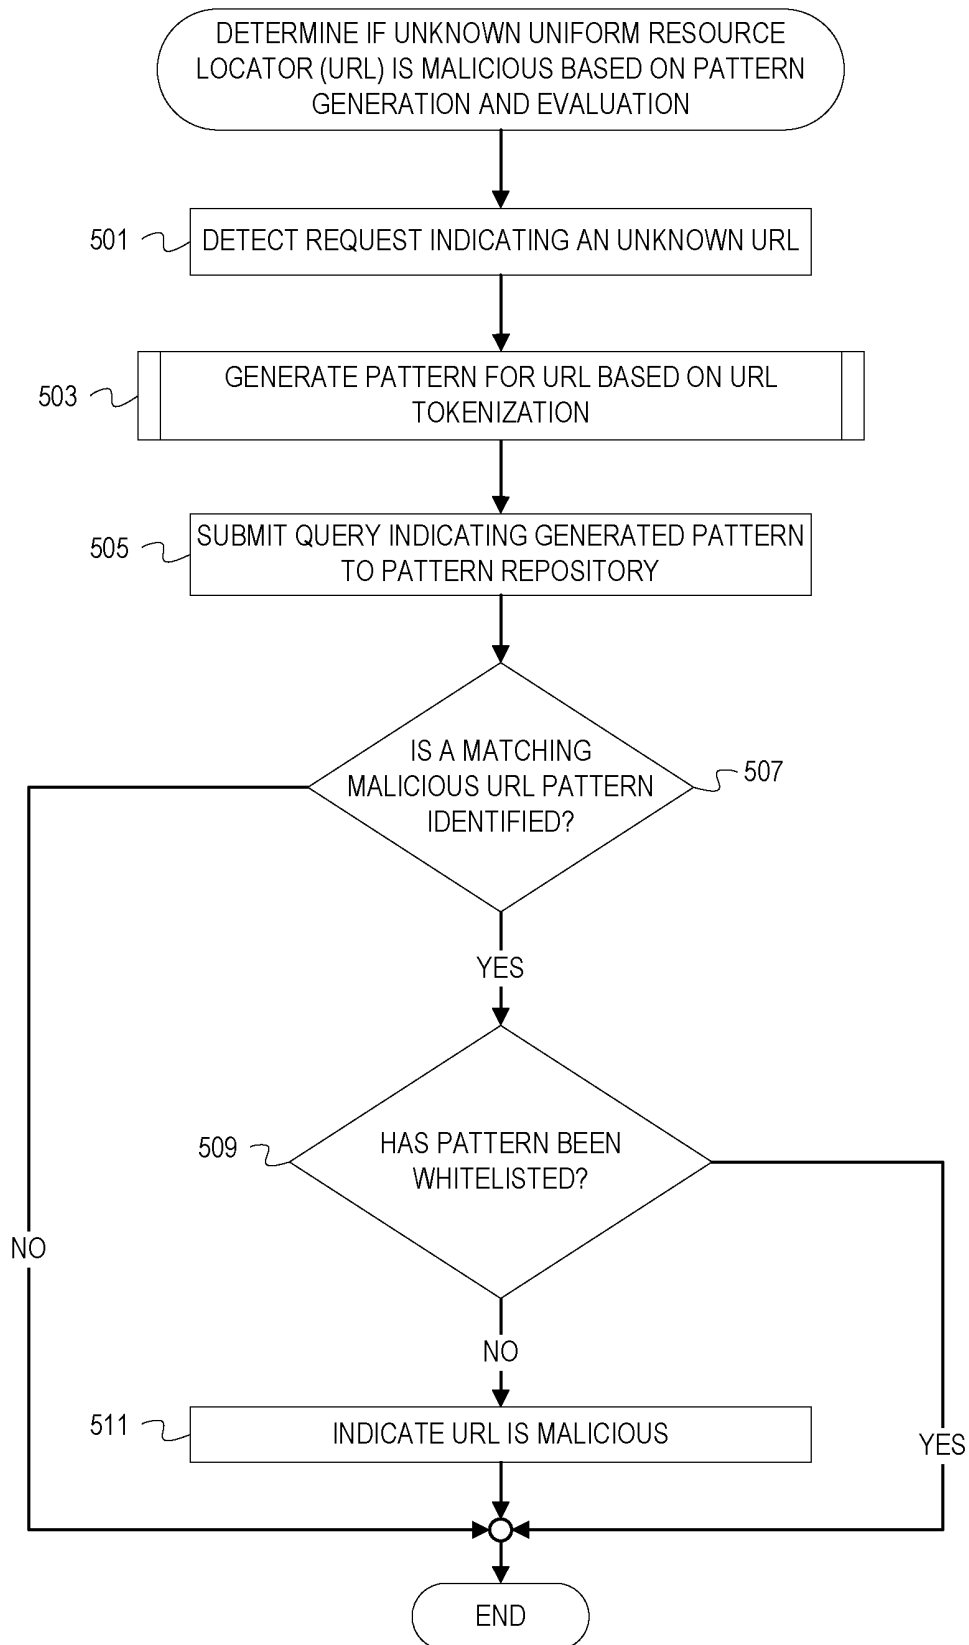 DETERMINE IF UNKNOWN UNIFORM RESOURCE
LOCATOR (URL) IS MALICIOUS BASED ON PATTERN
GENERATION AND EVALUATION
501
DETECT REQUEST INDICATING AN UNKNOWN URL
503
GENERATE PATTERN FOR URL BASED ON URL
TOKENIZATION
505
SUBMIT QUERY INDICATING GENERATED PATTERN
TO PATTERN REPOSITORY
IS A MATCHING
MALICIOUS URL PATTERN
IDENTIFIED?
507
YES
509
HAS PATTERN BEEN
WHITELISTED?
NO
NO
511
INDICATE URL IS MALICIOUS
YES
END